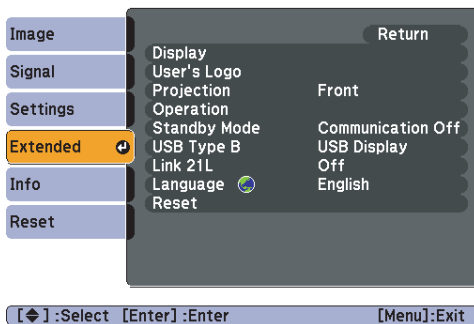 Image
Signal
Settings
Extended
Info
Reset
Return
Display
User's Logo
Projection Front
Operation
Standby Mode Communication Off
USB Type B USB Display
Link 21L Off
Language English
Reset
[ ] :Select [Enter] :Enter [Menu]:Exit